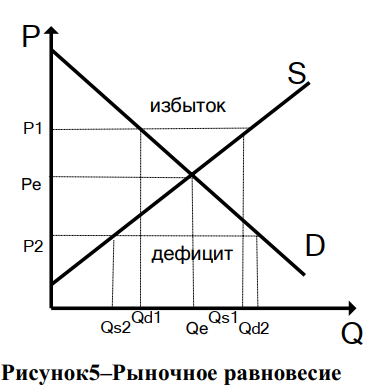 P
S
избыток
P1
Pe
P2
дефицит
D
Qs2 Qd1 Qe Qs1 Qd2
Q
Рисунок5–Рыночное равновесие